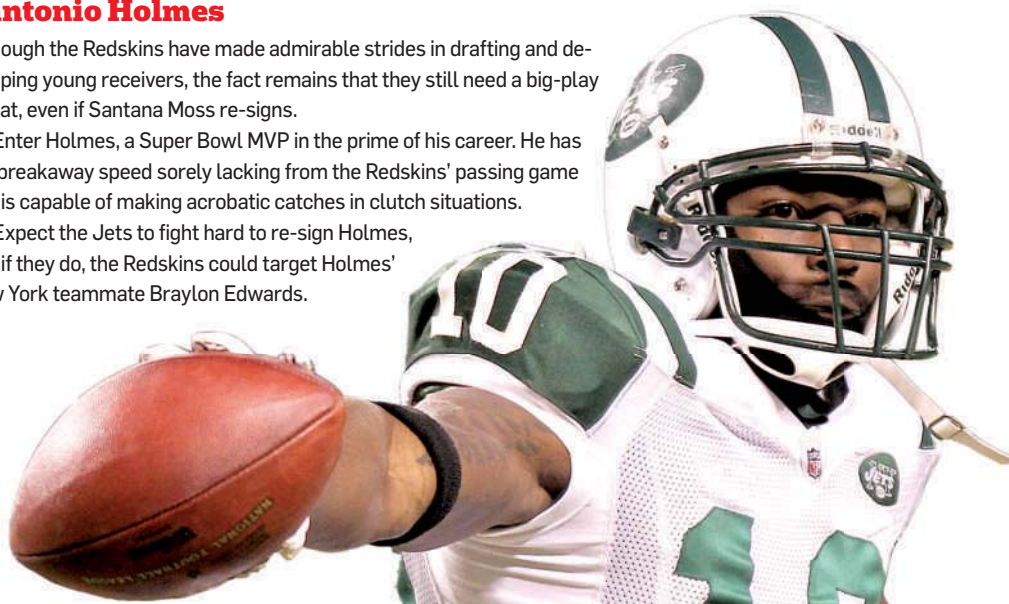 ntonio Holmes
ough the Redskins have made admirable strides in drafting and de-
ping young receivers, the fact remains that they still need a big-play
at, even if Santana Moss re-signs.
Enter Holmes, a Super Bowl MVP in the prime of his career. He has
breakaway speed sorely lacking from the Redskins' passing game
is capable of making acrobatic catches in clutch situations.
Expect the Jets to fight hard to re-sign Holmes,
if they do, the Redskins could target Holmes'
York teammate Braylon Edwards.
Riddell
10
Ridde
NFL
JETS
NATIONAL FOOTBALL LEAGUE
10